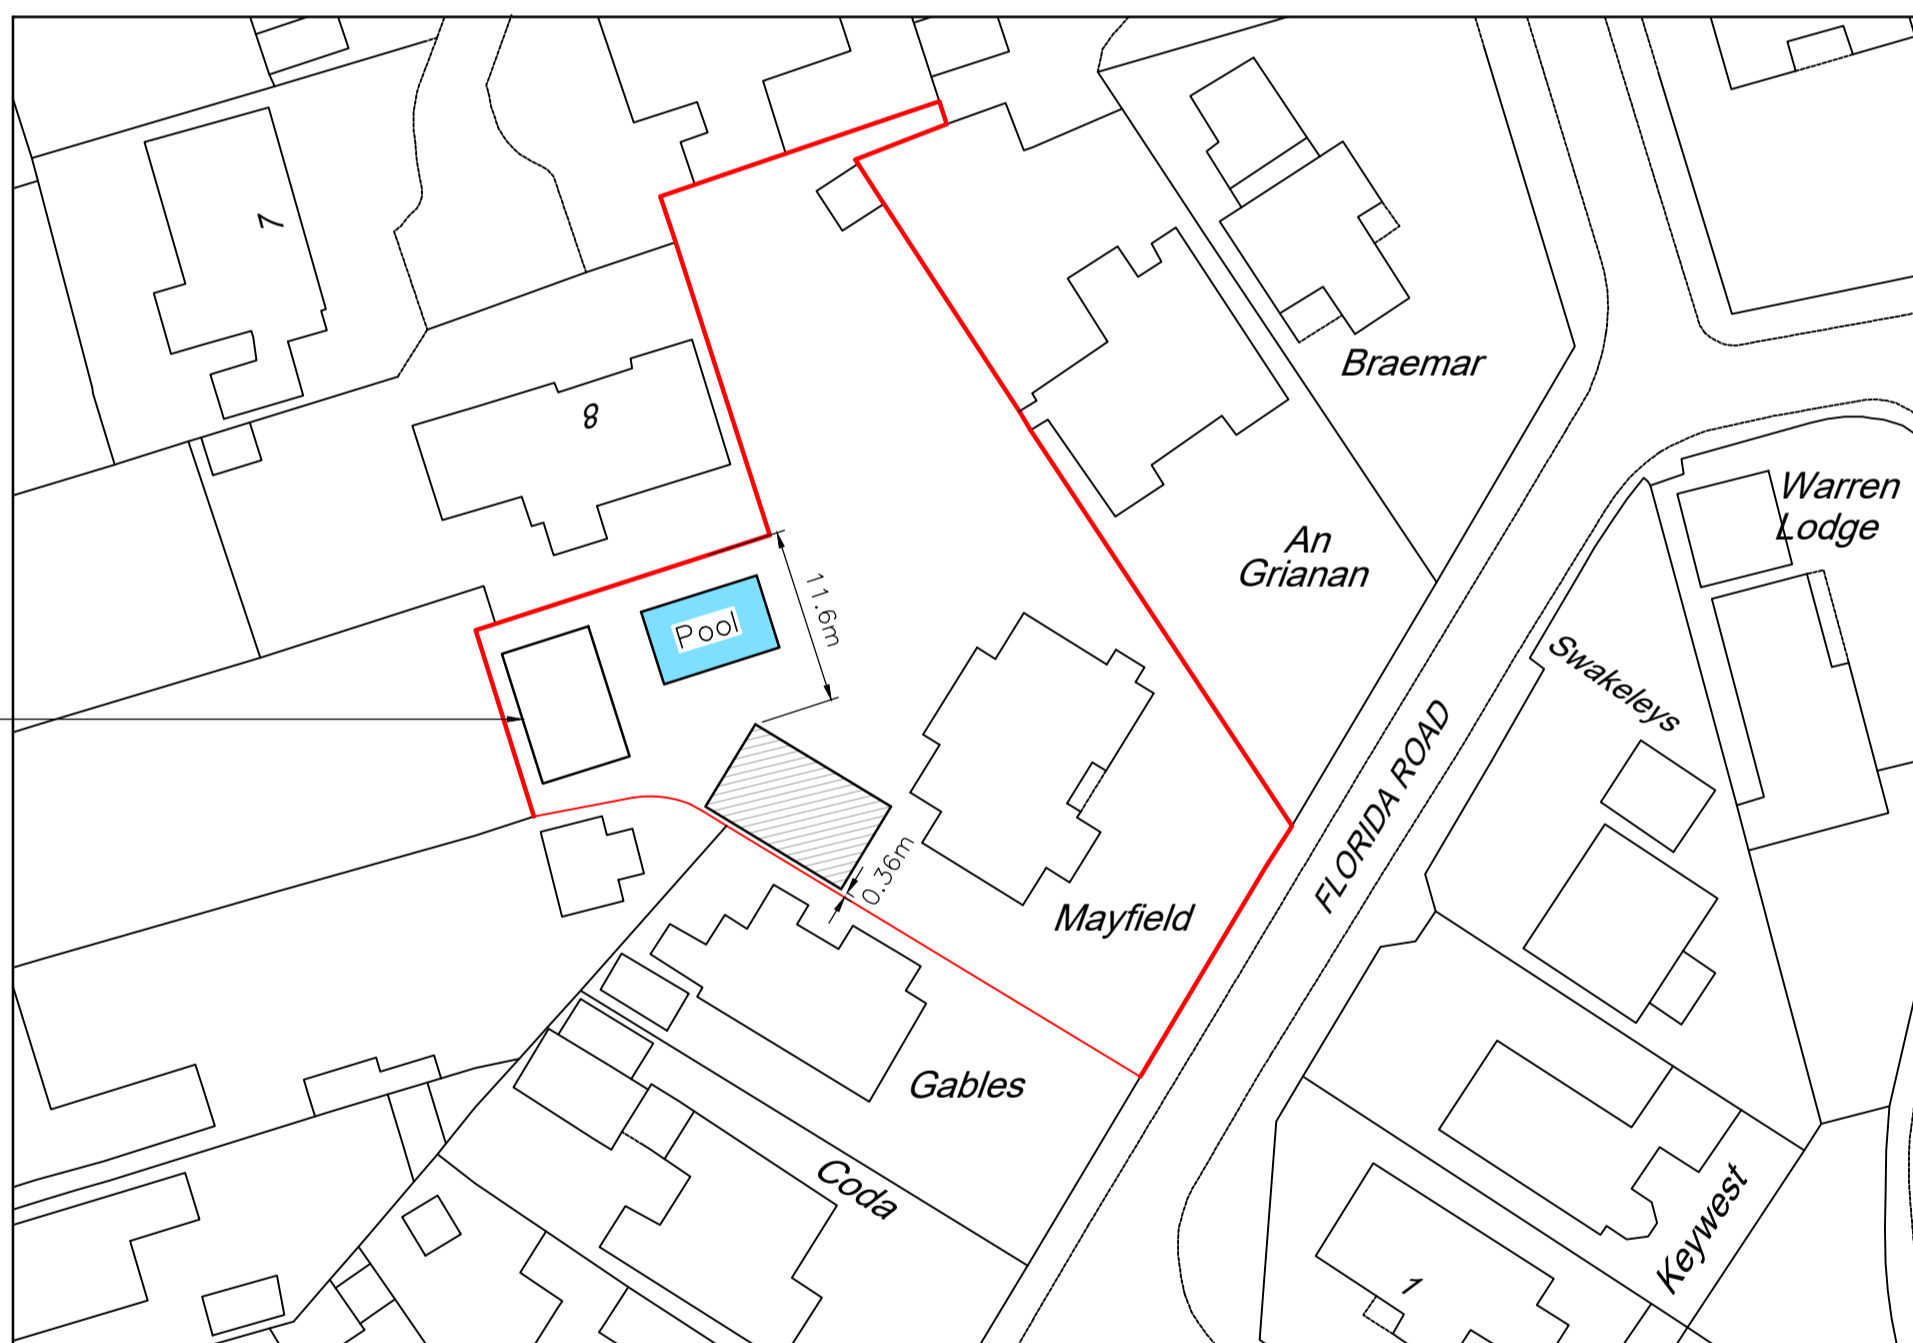 7
8
Braemar
Warren
Lodge
An
Grianan
11.6m
Pool
Swakeleys
FLORIDA ROAD
0.36m
Mayfield
Gables
Coda
Keywest
1